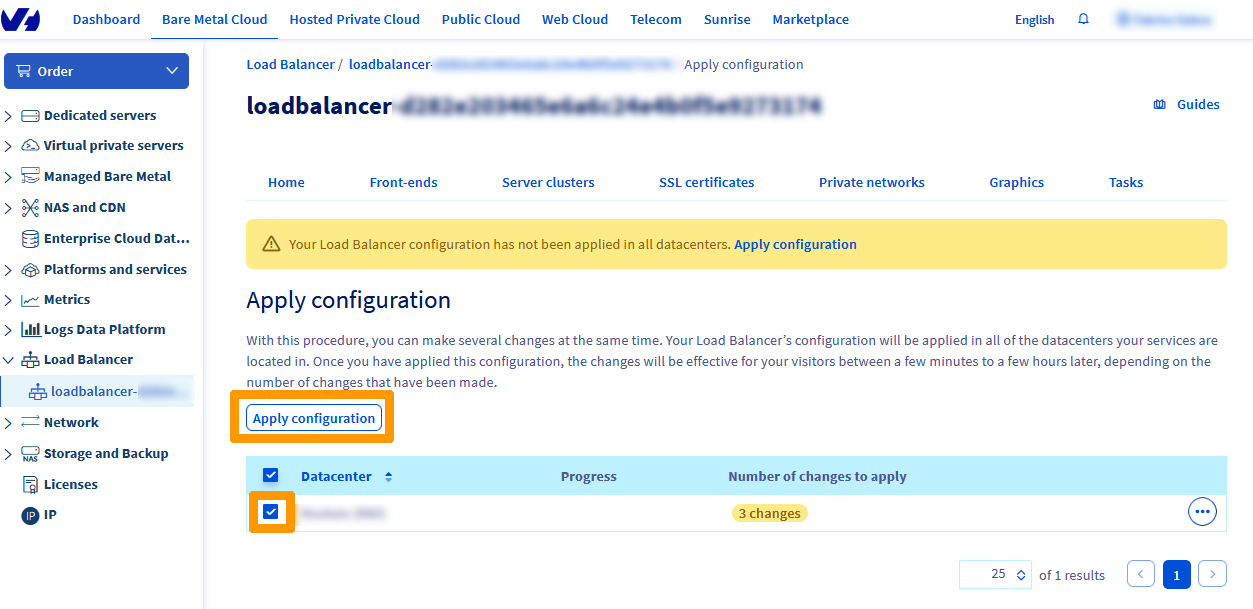 Dashboard Bare Metal Cloud Hosted Private Cloud Public Cloud Web Cloud Telecom Sunrise Marketplace English
Order
Dedicated servers
Virtual private servers
Managed Bare Metal
NAS and CDN
Enterprise Cloud Dat...
Platforms and services
Metrics
Logs Data Platform
Load Balancer
loadbalancer-
Network
NAS Storage and Backup
Licenses
IP IP
Load Balancer / loadbalancer- Apply configuration
loadbalancer
Guides
Home Front-ends Server clusters SSL certificates Private networks Graphics Tasks
Your Load Balancer configuration has not been applied in all datacenters. Apply configuration
Apply configuration
With this procedure, you can make several changes at the same time. Your Load Balancer’s configuration will be applied in all of the datacenters your services are
located in. Once you have applied this configuration, the changes will be effective for your visitors between a few minutes to a few hours later, depending on the
number of changes that have been made.
Apply configuration
Datacenter Progress Number of changes to apply
3 changes
25 of 1 results 1